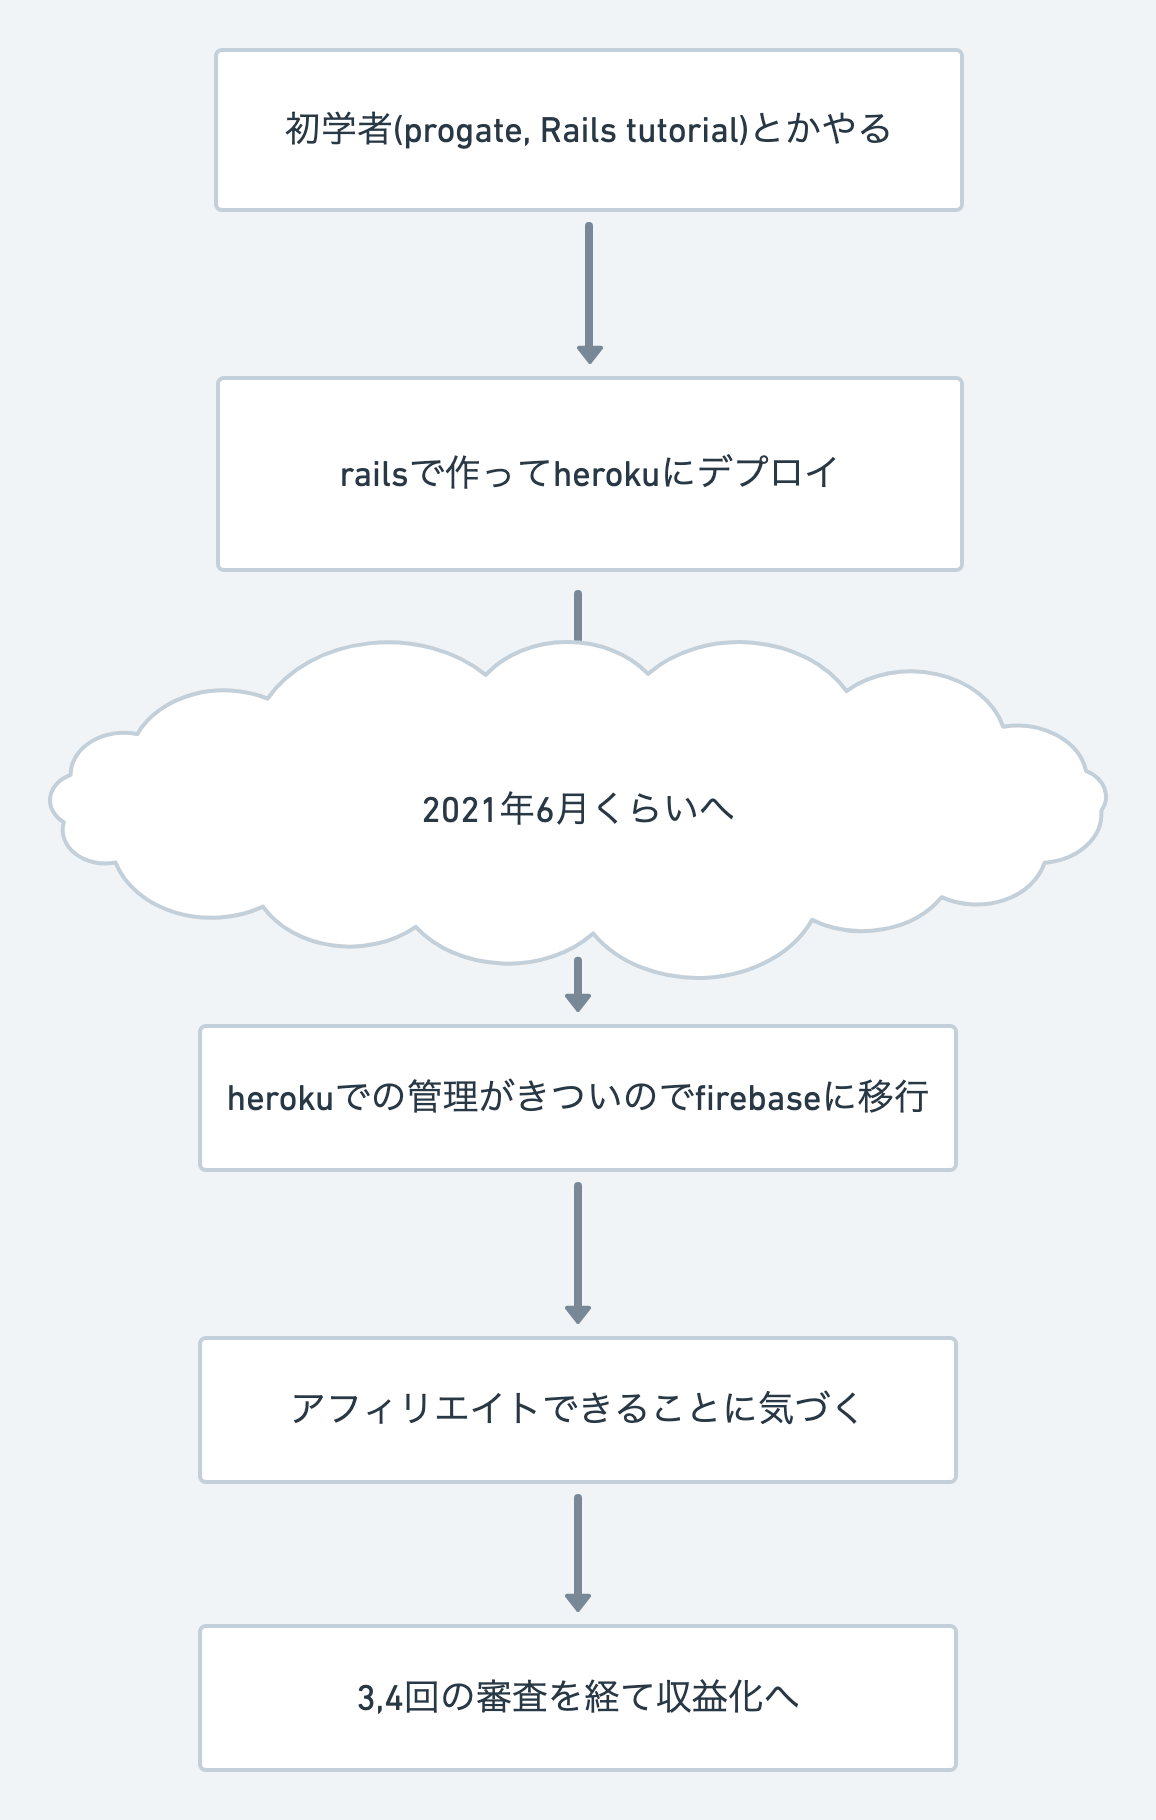 初学者(progate, Rails tutorial)とかやる
railsで作ってherokuにデプロイ
2021年6月くらいへ
herokuでの管理がきついのでfirebaseに移行
アフィリエイトできることに気づく
3,4回の審査を経て収益化へ